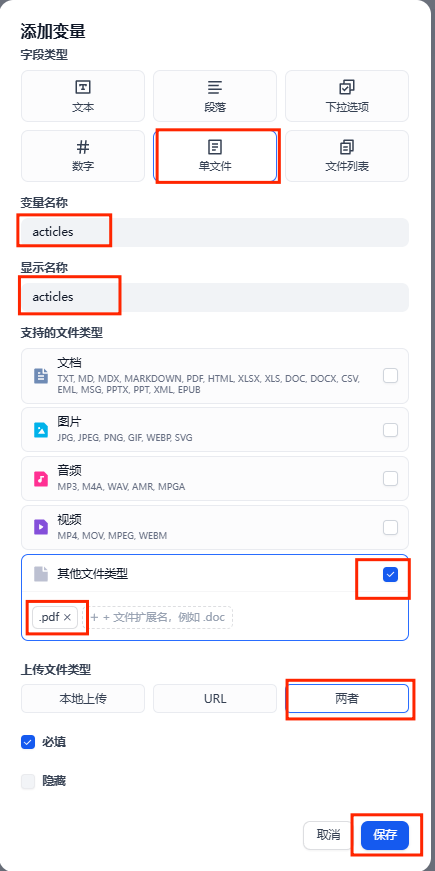 添加变量
字段类型
文本
段落
下拉选项
数字
单文件
文件列表
变量名称
acticles
显示名称
acticles
支持的文件类型
文档
TXT, MD, MDX, MARKDOWN, PDF, HTML, XLSX, XLS, DOC, DOCX, CSV,
EML, MSG, PPTX, PPT, XML, EPUB
图片
JPG, JPEG, PNG, GIF, WEBP, SVG
音频
MP3, M4A, WAV, AMR, MPGA
视频
MP4, MOV, MPEG, WEBM
其他文件类型
.pdf × + + 文件扩展名，例如 .doc
上传文件类型
本地上传
URL
两者
必填
隐藏
取消
保存